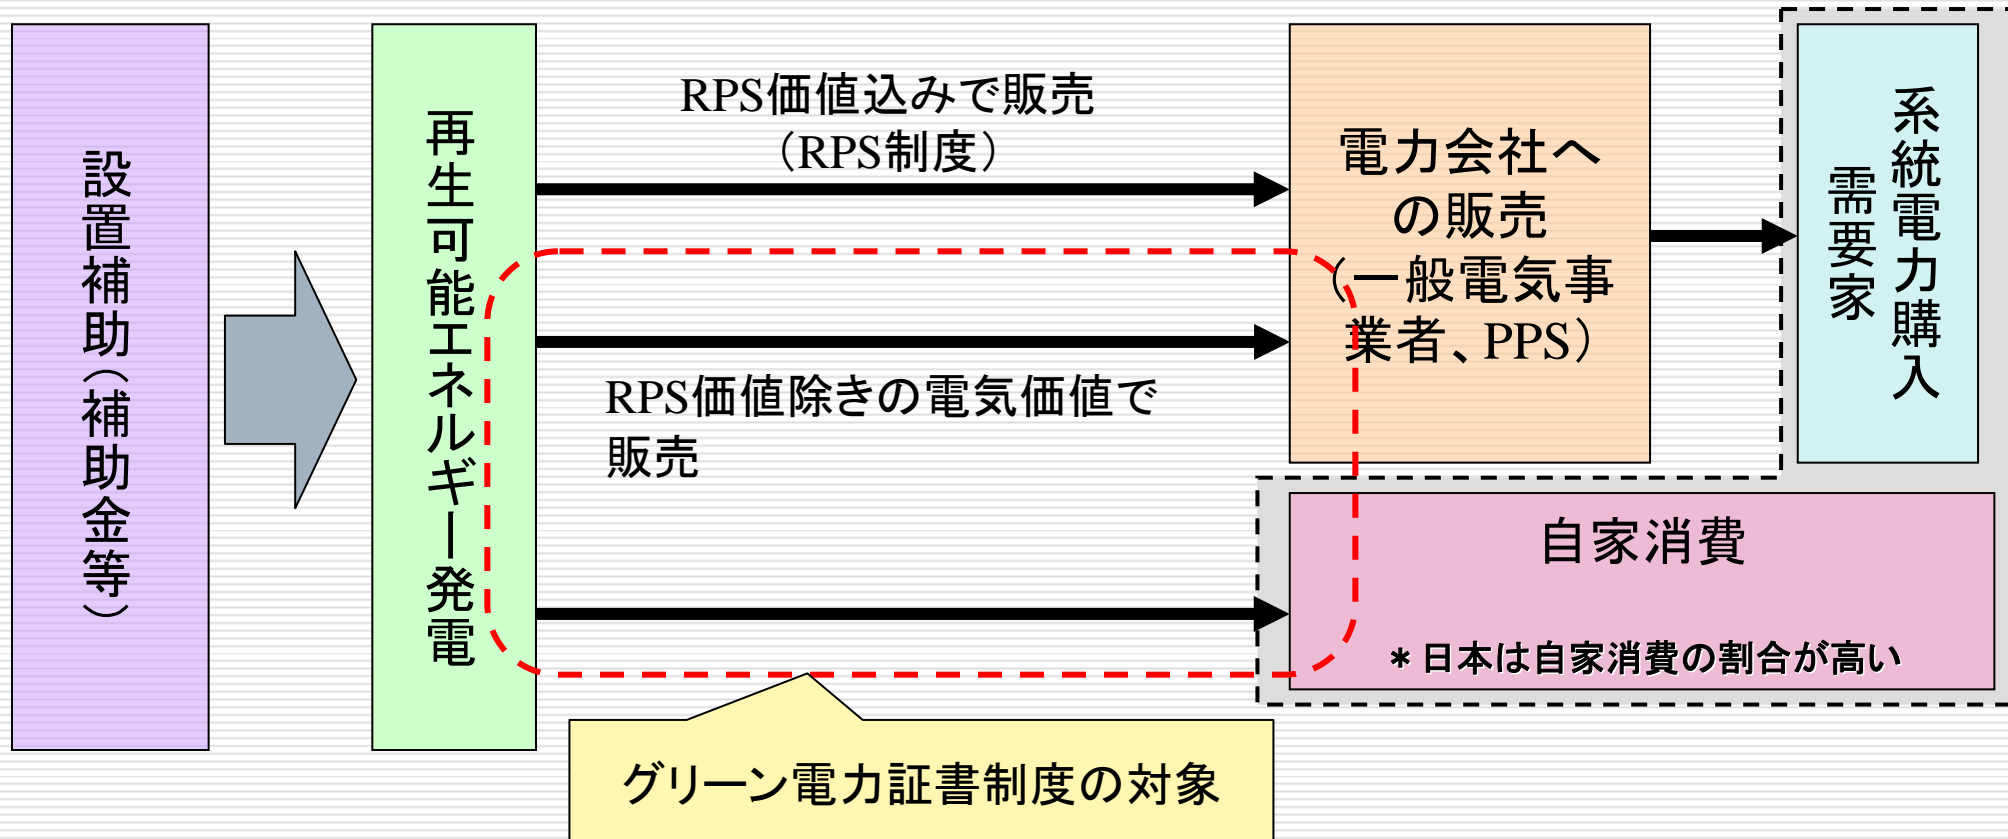 設置補助（補助金等）
再生可能エネルギー発電
RPS価値込みで販売
（RPS制度）
RPS価値除きの電気価値で
販売
電力会社へ
の販売
（一般電気事
業者、PPS）
系統電力購入
需要家
自家消費
＊日本は自家消費の割合が高い
グリーン電力証書制度の対象